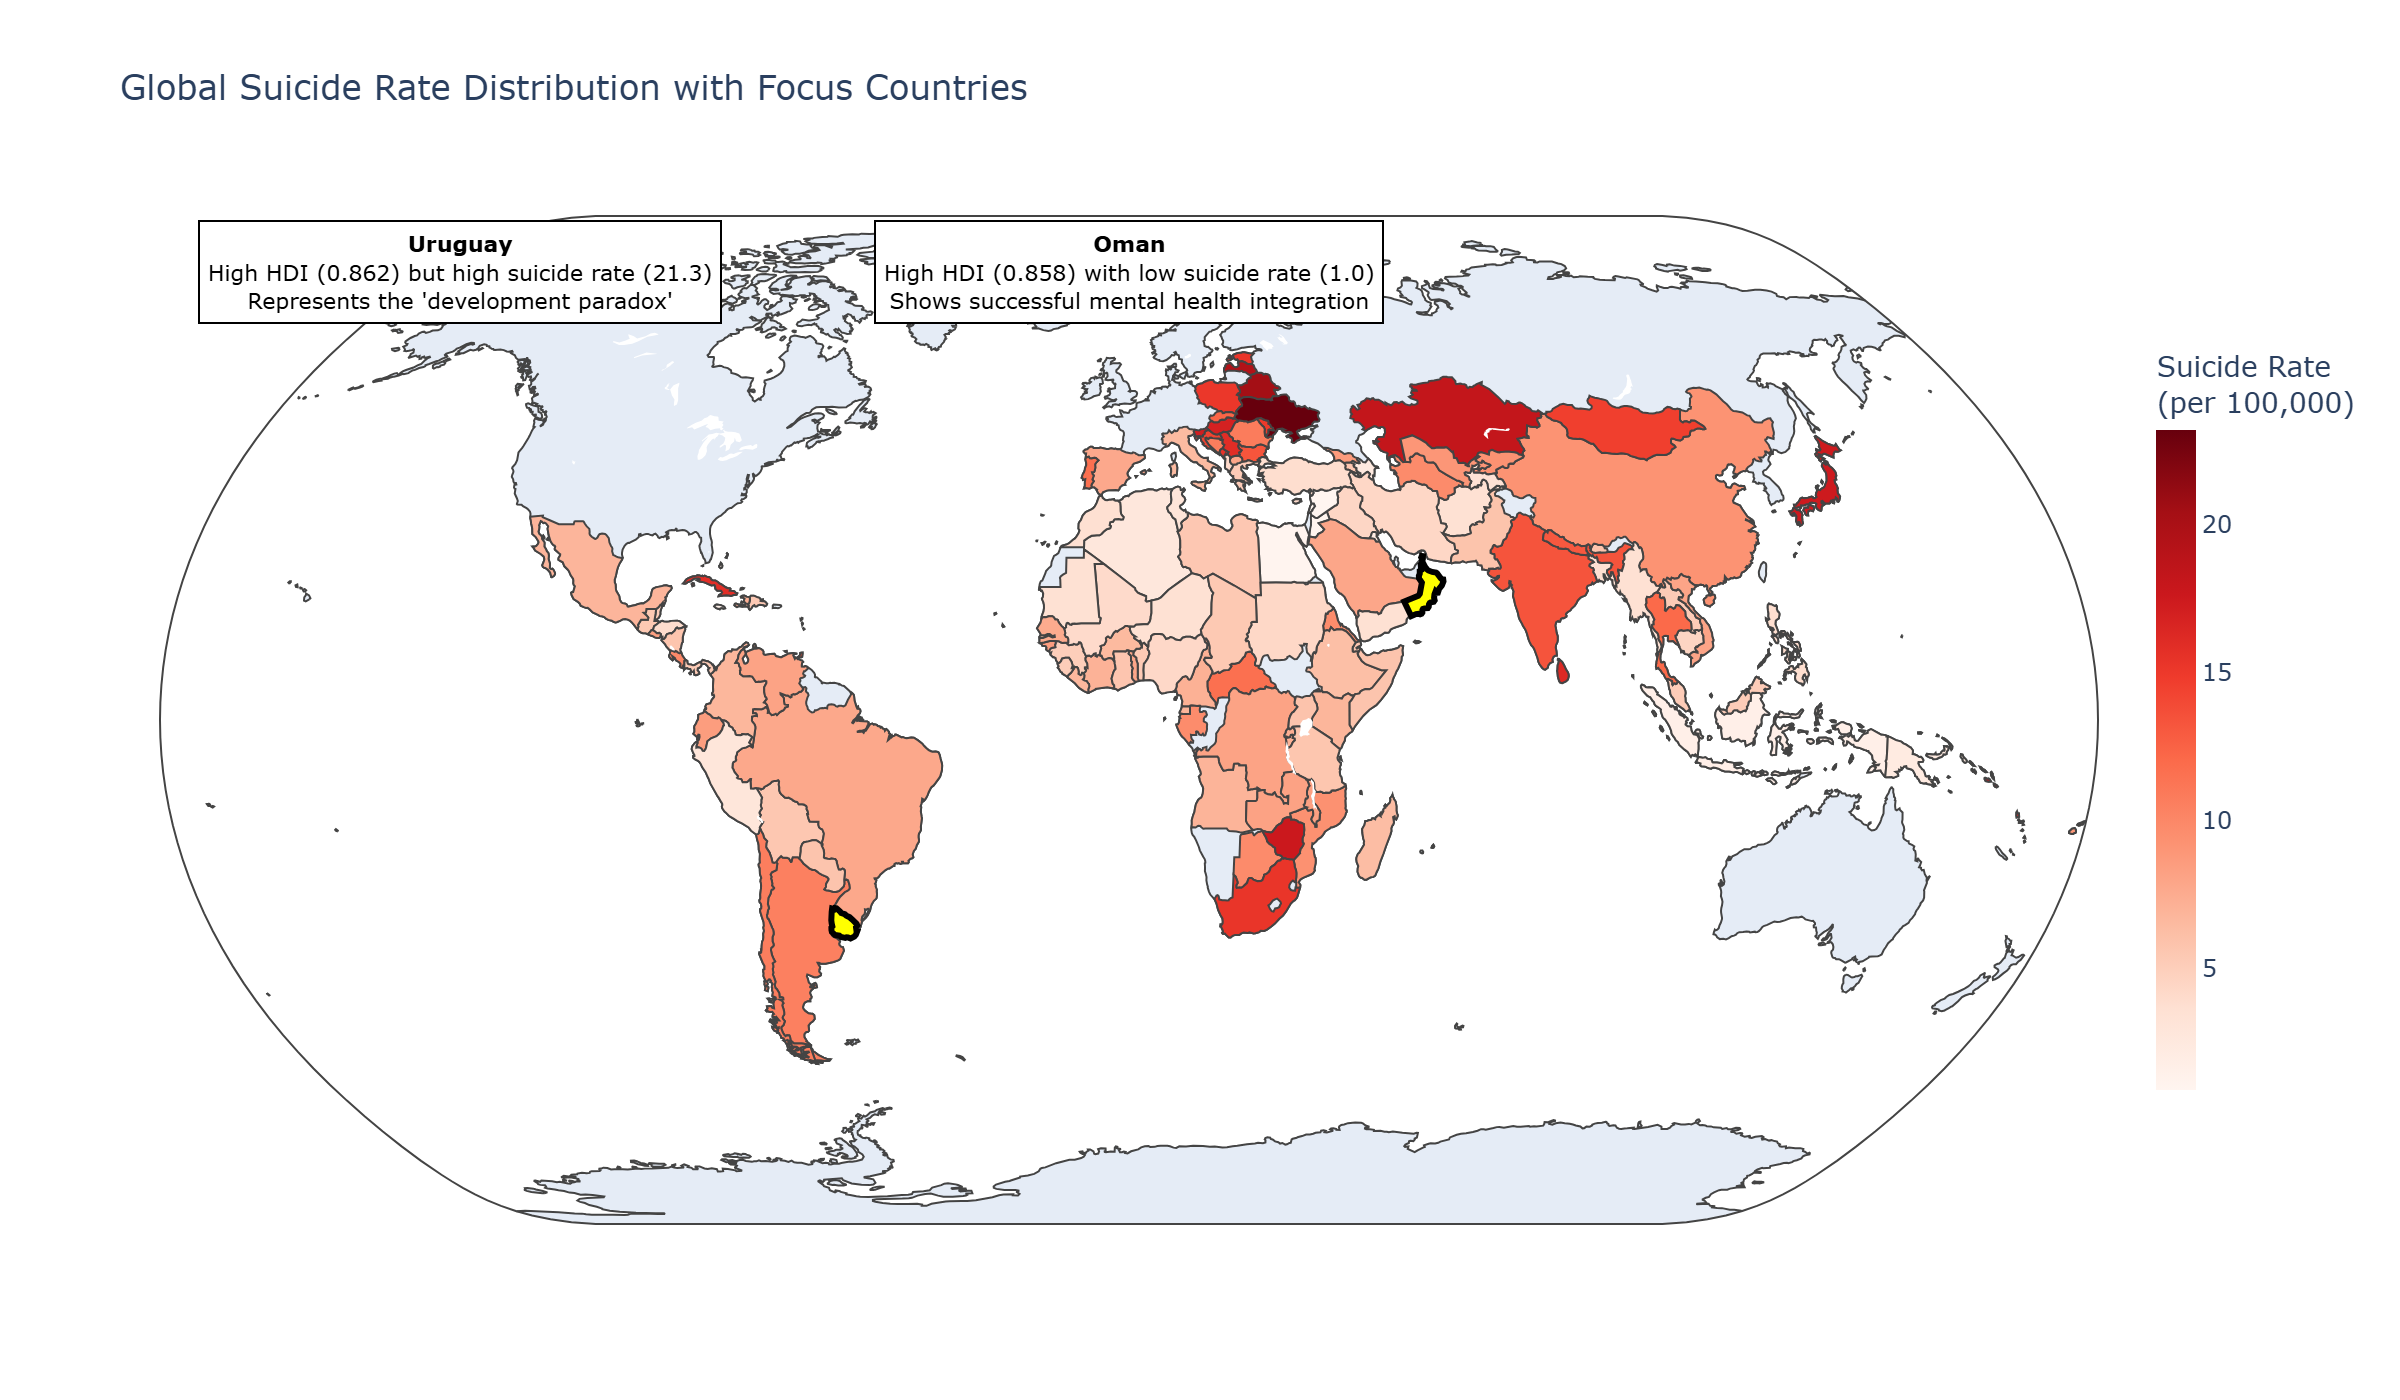 Global Suicide Rate Distribution with Focus Countries
Uruguay
High HDI (0.862) but high suicide rate (21.3)
Represents the 'development paradox'
Oman
High HDI (0.858) with low suicide rate (1.0)
Shows successful mental health integration
Suicide Rate
(per 100,000)
20
15
10
5